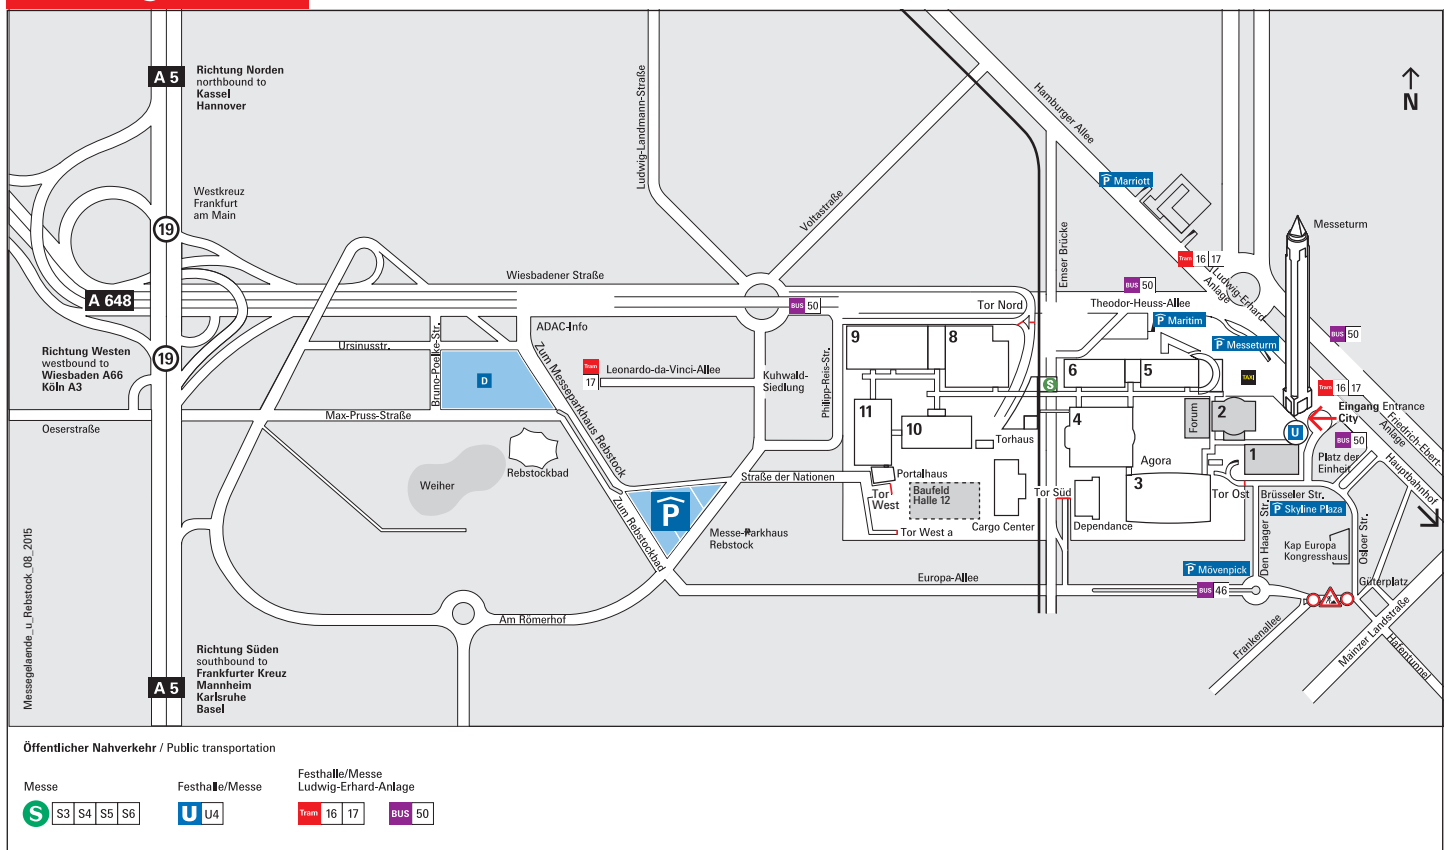 A 5
Richtung Norden
northbound to
Kassel
Hannover
N
Ludwig-Landmann-Straße
Hamburger Allee
P Marriott
Westkreuz
Frankfurt
am Main
19
Voltastraße
Emser Brücke
Messeturm
Tram 16 17
Ludwig-Erhard-
Anlage
Wiesbadener Straße
A 648
BUS 50
Tor Nord
BUS 50
Theodor-Heuss-Allee
P Maritim
BUS 50
P Messeturm
ADAC-Info
Ursinusstr.
Bruno-Poelke-Str.
Zum Messeparkhaus Rebstock
Richtung Westen
westbound to
Wiesbaden A66
Köln A3
19
D
Tram
17
Leonardo-da-Vinci-Allee
Kuhwald-
Siedlung
Philipp-Reis-Str.
9
8
6
5
S
TAXI
Tram 16 17
Eingang Entrance
City
Friedrich-Ebert-
Anlage
Oeserstraße
Max-Pruss-Straße
11
10
4
Forum
2
U
BUS 50
Torhaus
Platz der
Einheit
Hauptbahnhof
Rebstockbad
Weiher
Agora
1
3
Straße der Nationen
Portalhaus
Tor
West
Baufeld
Halle 12
Cargo Center
Tor Süd
Dependance
Tor Ost
Brüsseler Str.
P Skyline Plaza
P
Zum Rebstockbad
Messe-Parkhaus
Rebstock
Tor West a
Den Haager Str.
Kap Europa
Kongresshaus
Osloer Str.
P Mövenpick
Europa-Allee
BUS 46
Güterplatz
Am Römerhof
Frankenallee
Mainzer Landstraße
Hafentunnel
Messegelaende_u_Rebstock_08_2015
Richtung Süden
southbound to
Frankfurter Kreuz
Mannheim
Karlsruhe
Basel
A 5
Öffentlicher Nahverkehr / Public transportation
Messe
S S3 S4 S5 S6
Festhalle/Messe
U U4
Festhalle/Messe
Ludwig-Erhard-Anlage
Tram 16 17
BUS 50